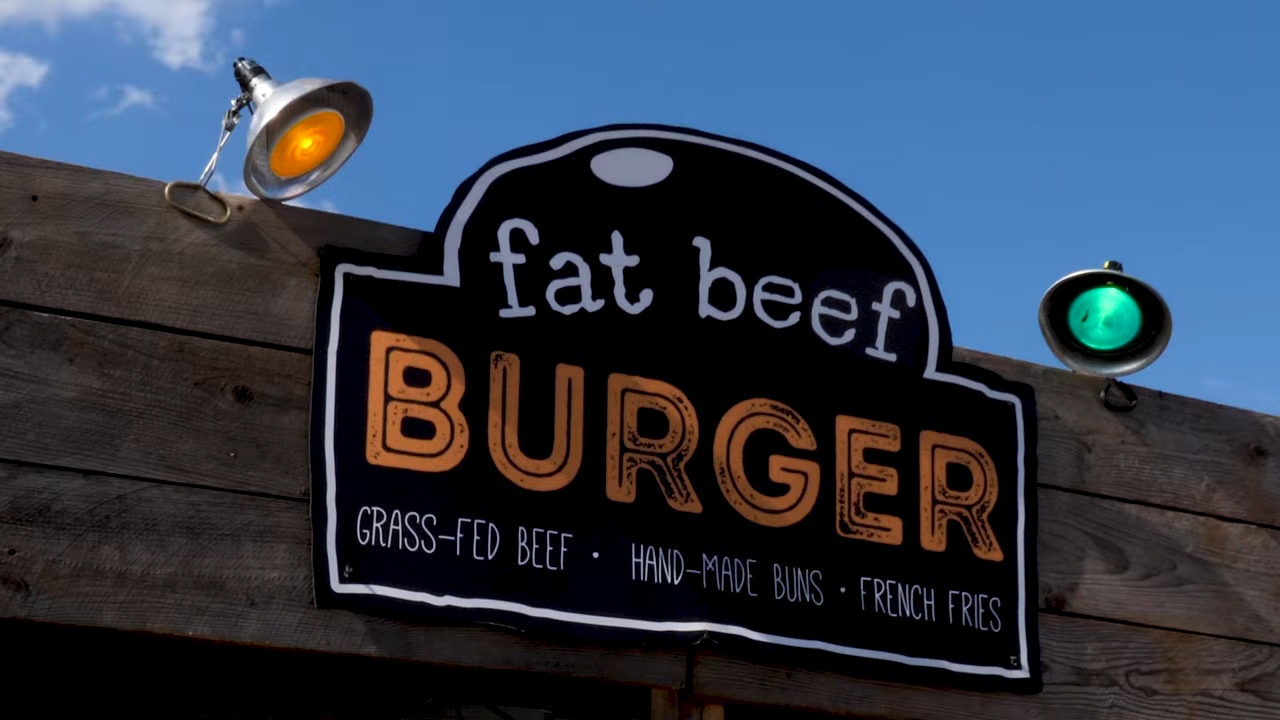 fat beef
BURGER
GRASS-FED BEEF · HAND-MADE BUNS · FRENCH FRIES